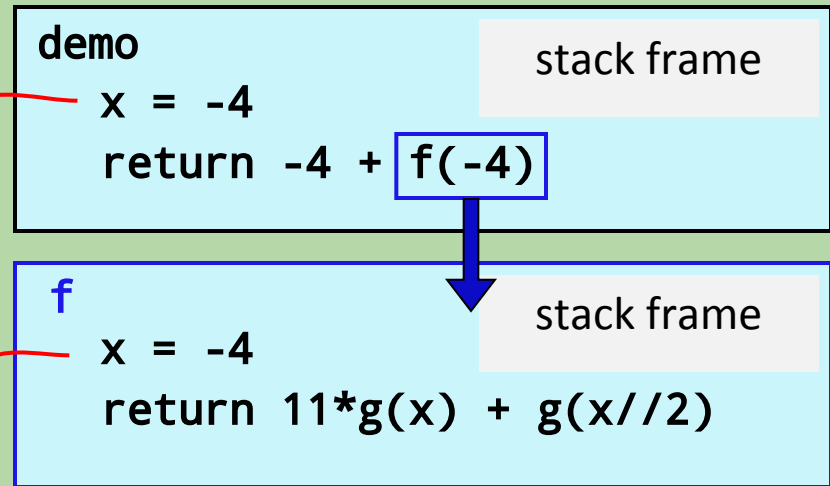 demo
stack frame
x = -4
return -4 + f(-4)
f
stack frame
x = -4
return 11*g(x) + g(x//2)